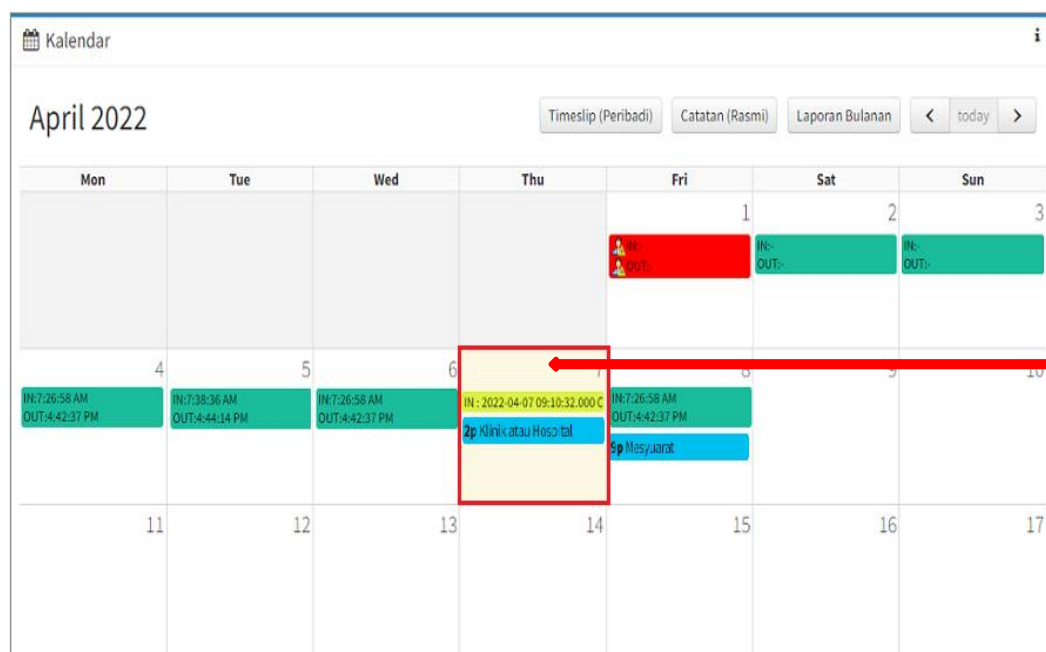 Kalendar
i
April 2022
Timeslip (Peribadi) Catatan (Rasmi) Laporan Bulanan today
Mon Tue Wed Thu Fri Sat Sun
1 2 3
IN:- IN:- IN:-
OUT:- OUT:- OUT:-
4 5 6 7 8 9 10
IN:7:26:58 AM IN:7:38:36 AM IN:7:26:58 AM IN : 2022-04-07 09:10:32.000 IN:7:26:58 AM
OUT:4:42:37 PM OUT:4:44:14 PM OUT:4:42:37 PM OUT:4:42:37 PM
2p Klinik atau Hospital
9p Mesyuarat
11 12 13 14 15 16 17